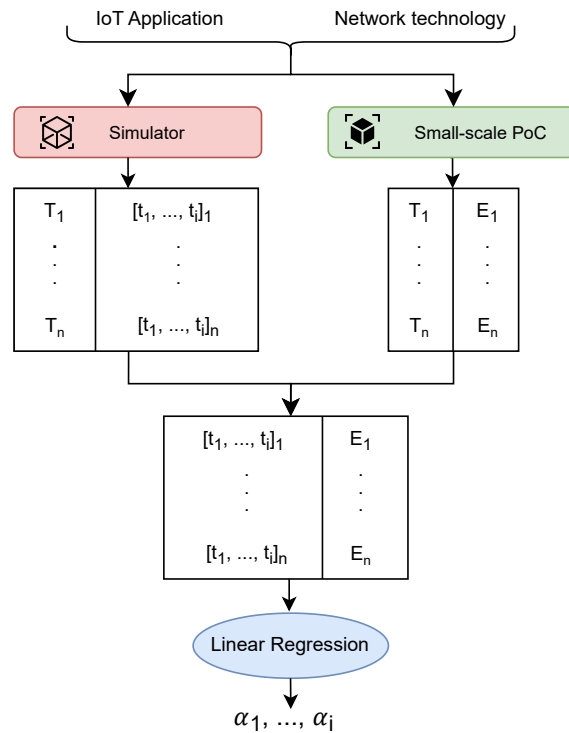 IoT Application Network technology
Simulator Small-scale PoC
T₁ [t₁, ..., tᵢ]₁ T₁ E₁
. . . .
. . . .
. . . .
Tₙ [t₁, ..., tᵢ]ₙ Tₙ Eₙ
[t₁, ..., tᵢ]₁ E₁
. .
. .
. .
[t₁, ..., tᵢ]ₙ Eₙ
Linear Regression
α₁, ..., αᵢ